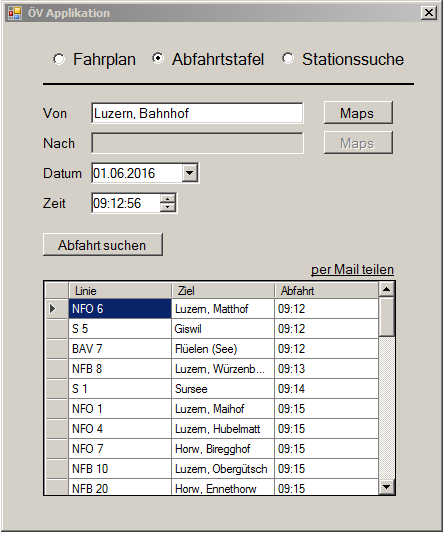 ÖV Applikation
Fahrplan Abfahrtstafel Stationssuche
Von Luzern, Bahnhof Maps
Nach Maps
Datum 01.06.2016
Zeit 09:12:56
Abfahrt suchen
per Mail teilen
Linie Ziel Abfahrt
NFO 6 Luzern, Matthof 09:12
S 5 Giswil 09:12
BAV 7 Flüelen (See) 09:12
NFB 8 Luzern, Würzenb... 09:13
S 1 Sursee 09:14
NFO 1 Luzern, Maihof 09:15
NFO 4 Luzern, Hubelmatt 09:15
NFO 7 Horw, Biregghof 09:15
NFB 10 Luzern, Obergütsch 09:15
NFB 20 Horw, Ennethorw 09:15